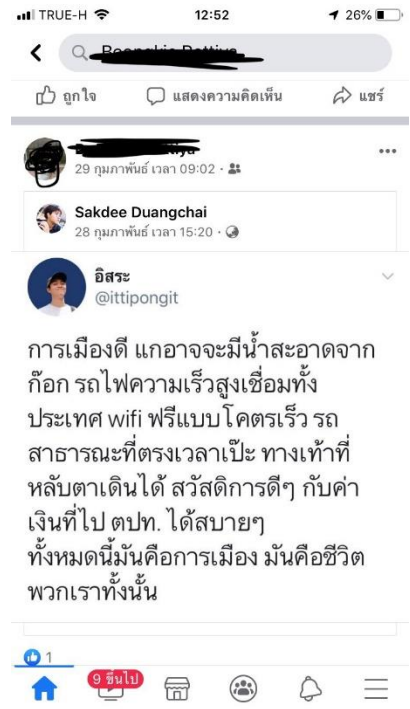 TRUE-H 12:52 26%
ถูกใจ แสดงความคิดเห็น แชร์
29 กุมภาพันธ์ เวลา 09:02 ·
Sakdee Duangchai
28 กุมภาพันธ์ เวลา 15:20 ·
อิสระ
@ittipongit
การเมืองดี แกอาจจะมีน้ำสะอาดจาก
ก๊อก รถไฟความเร็วสูงเชื่อมทั้ง
ประเทศ wifi ฟรีแบบโคตรเร็ว รถ
สาธารณะที่ตรงเวลาเป๊ะ ทางเท้าที่
หลับตาเดินได้ สวัสดิการดีๆ กับค่า
เงินที่ไป ตปท. ได้สบายๆ
ทั้งหมดนี้มันคือการเมือง มันคือชีวิต
พวกเราทั้งนั้น
1
9 ขึ้นไป